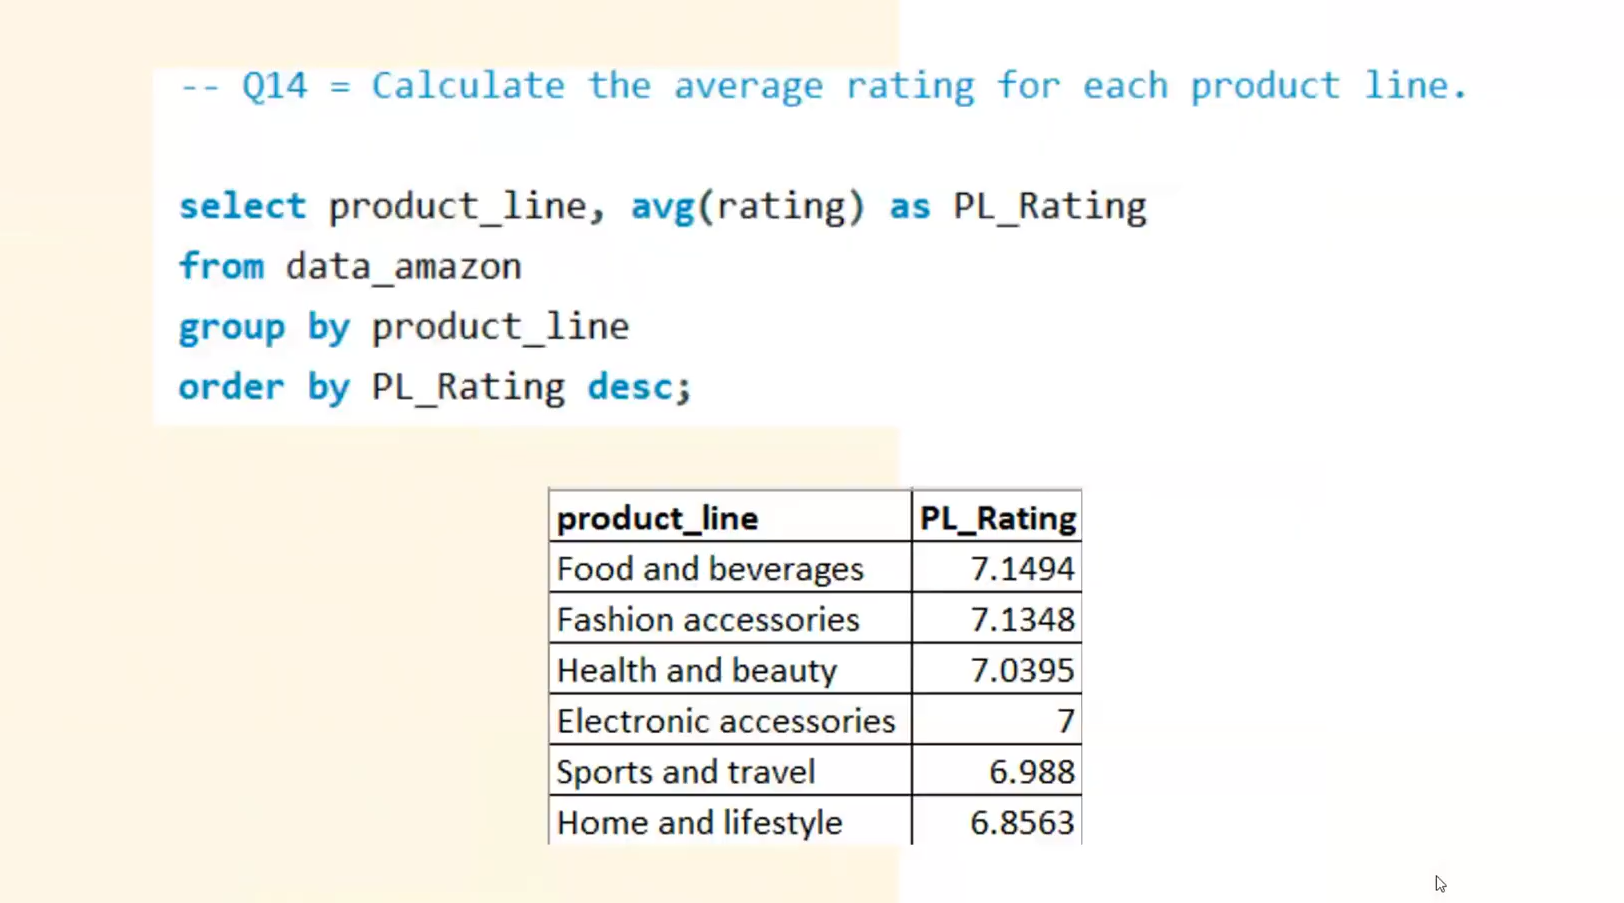 -- Q14 = Calculate the average rating for each product line.
select product_line, avg(rating) as PL_Rating
from data_amazon
group by product_line
order by PL_Rating desc;
product_line PL_Rating
Food and beverages 7.1494
Fashion accessories 7.1348
Health and beauty 7.0395
Electronic accessories 7
Sports and travel 6.988
Home and lifestyle 6.8563